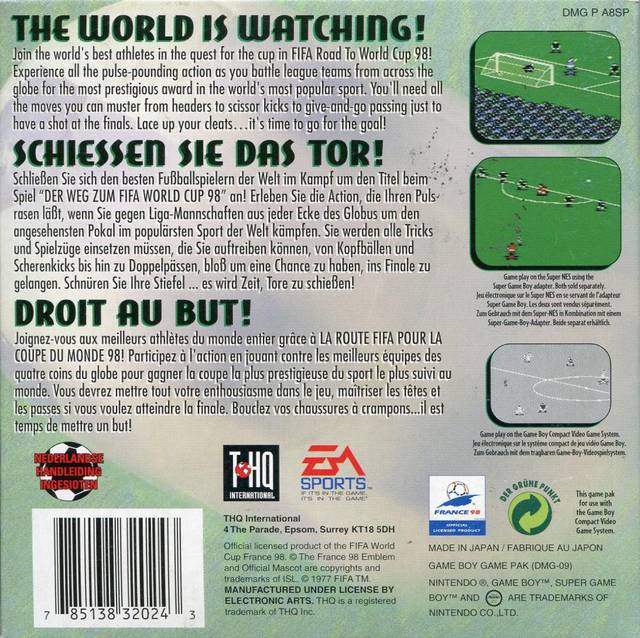 DMG P A8SP
THE WORLD IS WATCHING!
Join the world's best athletes in the quest for the cup in FIFA Road To World Cup 98!
Experience all the pulse-pounding action as you battle league teams from across the
globe for the most prestigious award in the world's most popular sport. You'll need all
the moves you can muster from headers to scissor kicks to give-and-go passing just to
have a shot at the finals. Lace up your cleats...it's time to go for the goal!
SCHIESSEN SIE DAS TOR!
Schließen Sie sich den besten Fußballspielern der Welt im Kampf um den Titel beim
Spiel "DER WEG ZUM FIFA WORLD CUP 98" an! Erleben Sie die Action, die Ihren Puls-
rasen läßt, wenn Sie gegen Liga-Mannschaften aus jeder Ecke des Globus um den
angesehensten Pokal im populärsten Sport der Welt kämpfen. Sie werden alle Tricks
und Spielzüge einsetzen müssen, die Sie auftreiben können, von Kopfbällen und
Scherenkicks bis hin zu Doppelpässen, bloß um eine Chance zu haben, ins Finale zu
gelangen. Schnüren Sie Ihre Stiefel ... es wird Zeit, Tore zu schießen!
DROIT AU BUT!
Joignez-vous aux meilleurs athlètes du monde entier grâce à LA ROUTE FIFA POUR LA
COUPE DU MONDE 98! Participez à l'action en jouant contre les meilleurs équipes des
quatre coins du globe pour gagner la coupe la plus prestigieuse du sport le plus suivi au
monde. Vous devrez mettre tout votre enthousiasme dans le jeu, maîtriser les têtes et
les passes si vous voulez atteindre la finale. Bouclez vos chaussures à crampons...il est
temps de mettre un but!
Game play on the Super NES using the
Super Game Boy adapter. Both sold separately.
Jeu électronique sur le Super NES en se servant de l'adapteur
Super Game Boy. Les deux sont vendus séparément.
Zum Gebrauch mit dem Super-NES in Kombination mit einem
Super-Game-Boy-Adapter. Beide separat erhältlich.
Game play on the Game Boy Compact Video Game System.
Jeu électronique sur le système compact de jeu vidéo Game Boy.
Zum Gebrauch mit dem tragbaren Game-Boy-Videospielsystem.
NEDERLANDSE
HANDLEIDING
INGESLOTEN
T·HQ
INTERNATIONAL
EA
SPORTS™
IF IT'S IN THE GAME,
IT'S IN THE GAME
FRANCE 98
OFFICIAL
LICENSED PRODUCT
DER GRÜNE PUNKT
This game pak
for use with
the Game Boy
Compact Video
Game System.
THQ International
4 The Parade, Epsom, Surrey KT18 5DH
Official licensed product of the FIFA World
Cup France 98. © The France 98 Emblem
and Official Mascot are copyrights and
trademarks of ISL. © 1977 FIFA TM.
MANUFACTURED UNDER LICENSE BY
ELECTRONIC ARTS. THQ is a registered
trademark of THQ Inc.
MADE IN JAPAN / FABRIQUE AU JAPON
GAME BOY GAME PAK (DMG-09)
NINTENDO ®, GAME BOY™, SUPER GAME
BOY™ AND ARE TRADEMARKS OF
NINTENDO CO.,LTD.
7 85138 32024 3